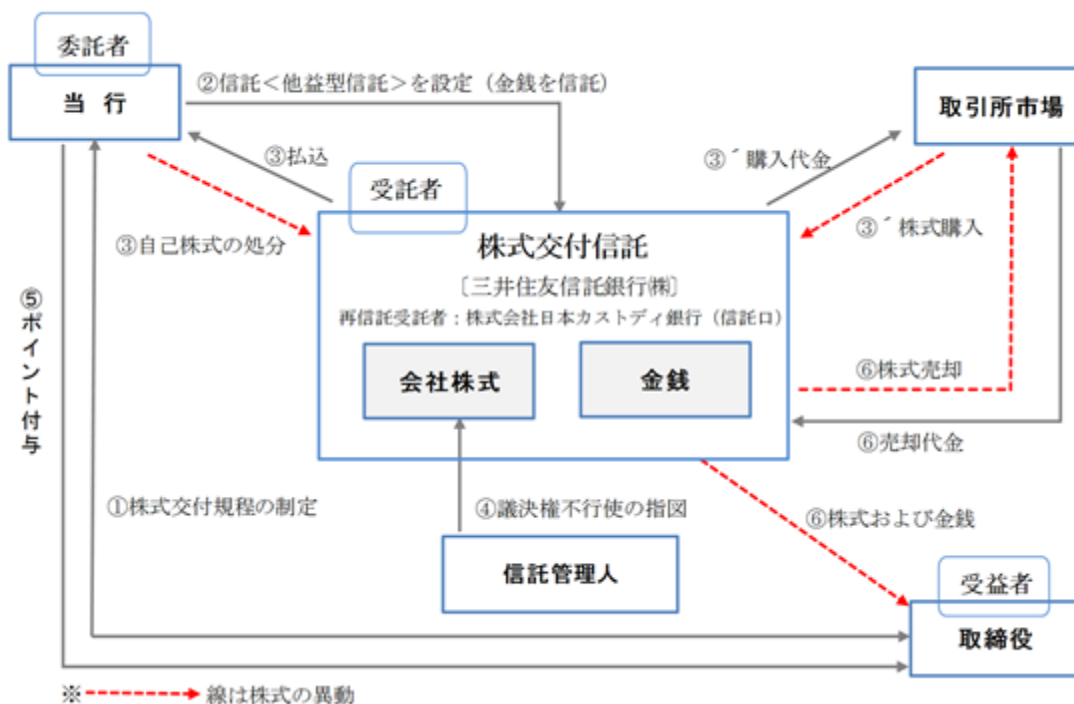 委託者
当 行
②信託＜他益型信託＞を設定（金銭を信託）
取引所市場
③払込
③´購入代金
受託者
③自己株式の処分
③´株式購入
株式交付信託
〔三井住友信託銀行㈱〕
再信託受託者：株式会社日本カストディ銀行（信託口）
⑤ポイント付与
会社株式
金銭
⑥株式売却
⑥売却代金
①株式交付規程の制定
④議決権不行使の指図
⑥株式および金銭
信託管理人
受益者
取締役
※ 線は株式の異動